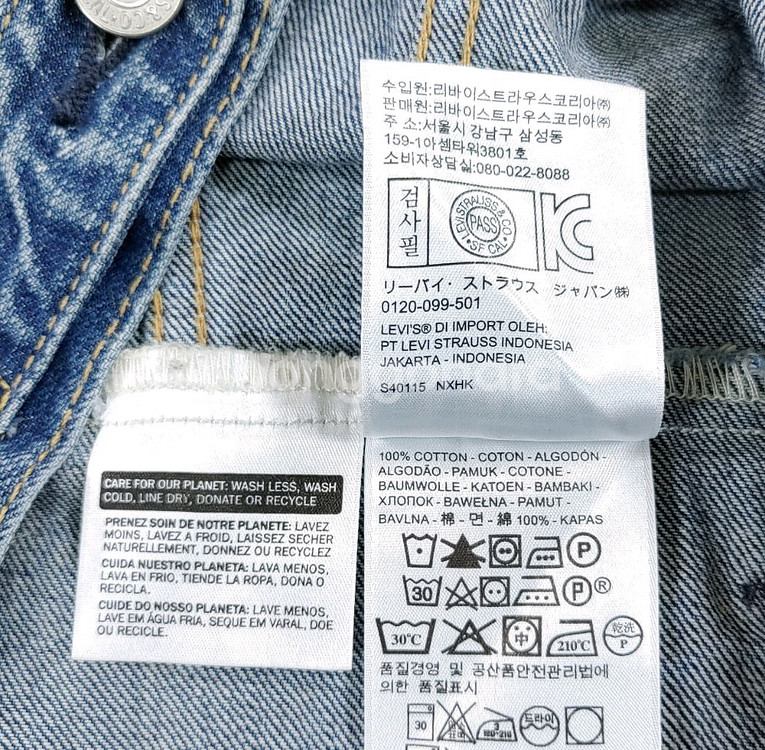 & CO.
수입원:리바이스트라우스코리아㈜
판매원:리바이스트라우스코리아㈜
주 소:서울시 강남구 삼성동
159-1아셈타워3801호
소비자상담실:080-022-8088
검사필
LEVI STRAUSS & CO.
PASS
SF CAL
リーバイ・ストラウス ジャパン㈱
0120-099-501
LEVI'S® DI IMPORT OLEH:
PT LEVI STRAUSS INDONESIA
JAKARTA - INDONESIA
S40115 NXHK
CARE FOR OUR PLANET: WASH LESS, WASH
COLD, LINE DRY, DONATE OR RECYCLE
PRENEZ SOIN DE NOTRE PLANETE: LAVEZ
MOINS, LAVEZ A FROID, LAISSEZ SECHER
NATURELLEMENT, DONNEZ OU RECYCLEZ
CUIDA NUESTRO PLANETA: LAVA MENOS,
LAVA EN FRIO, TIENDE LA ROPA, DONA O
RECICLA.
CUIDE DO NOSSO PLANETA: LAVE MENOS,
LAVE EM ÁGUA FRIA, SEQUE EM VARAL, DOE
OU RECICLE.
100% COTTON - COTON - ALGODÓN -
ALGODÃO - PAMUK - COTONE -
BAUMWOLLE - KATOEN - BAMBAKI -
ХЛОПОК - BAWEŁNA - PAMUT -
BAVLNA - 棉 - 면 - 綿 100% - KAPAS
P
30 P ®
30℃ 中 210℃ 乾洗 P
품질경영 및 공산품안전관리법에
의한 품질표시
30 표백 3 180-210 드라이